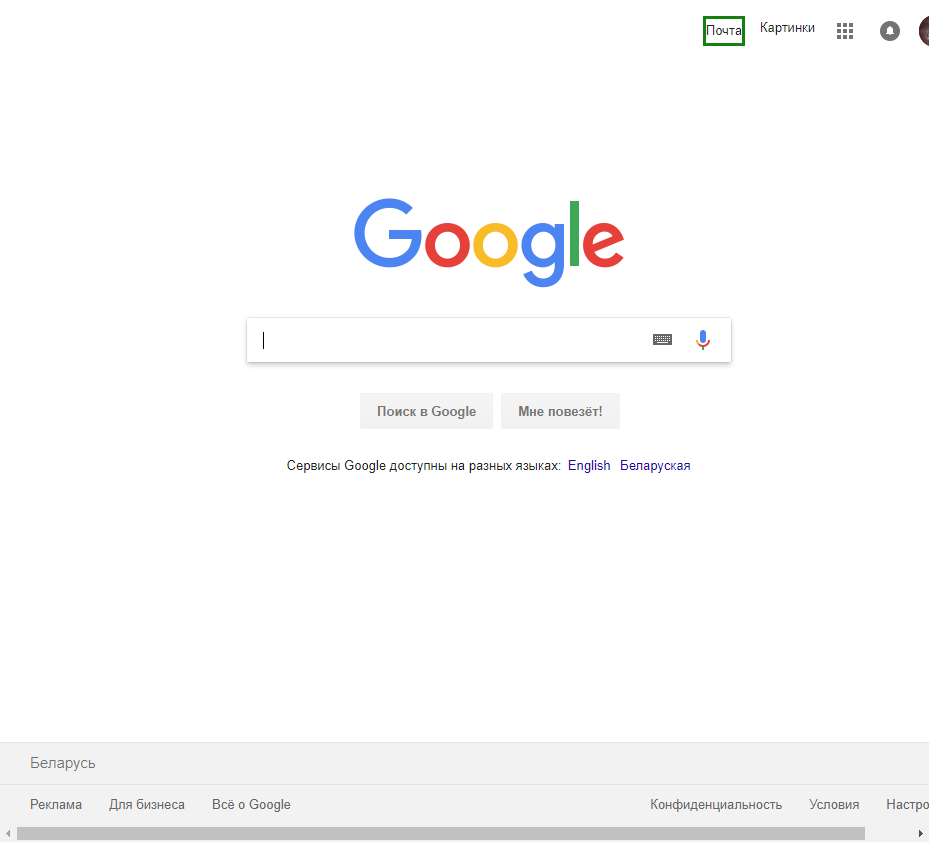 Почта Картинки
Google
Поиск в Google Мне повезёт!
Сервисы Google доступны на разных языках: English Беларуская
Беларусь
Реклама Для бизнеса Всё о Google Конфиденциальность Условия Настро